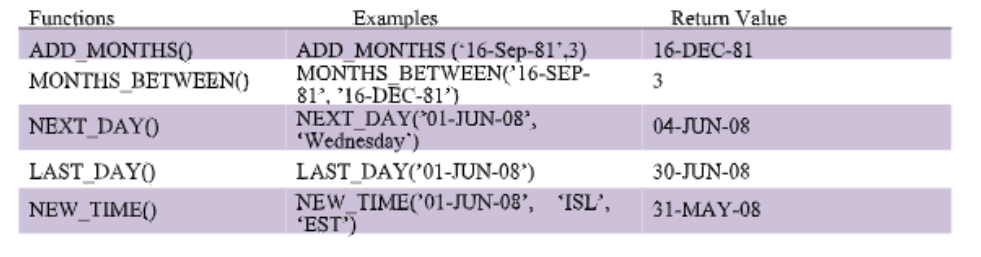 Functions Examples Return Value
ADD_MONTHS() ADD_MONTHS (‘16-Sep-81’,3) 16-DEC-81
MONTHS_BETWEEN() MONTHS_BETWEEN(’16-SEP-
81’, ’16-DEC-81’) 3
NEXT_DAY() NEXT_DAY(’01-JUN-08’,
‘Wednesday’) 04-JUN-08
LAST_DAY() LAST_DAY(’01-JUN-08’) 30-JUN-08
NEW_TIME() NEW_TIME(’01-JUN-08’, ‘ISL’,
‘EST’) 31-MAY-08